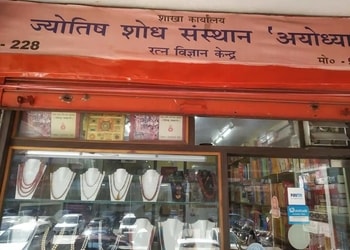 शाखा कार्यालय
ज्योतिष शोध संस्थान 'अयोध्या
- 228
रत्न विज्ञान केन्द्र
मो०